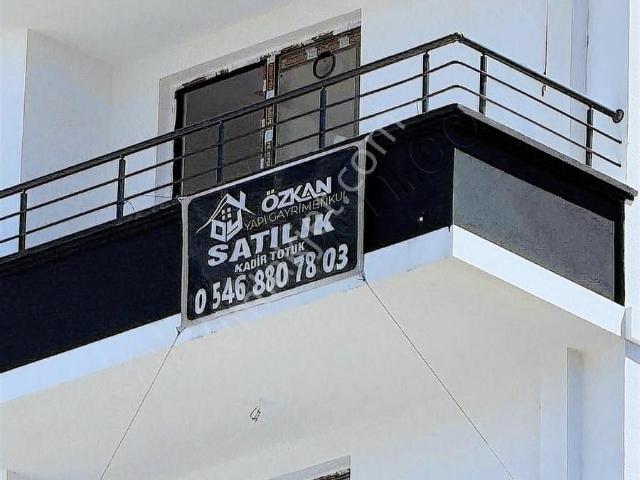 ÖZKAN
YAPI GAYRİMENKUL
SATILIK
KADİR TOTUK
0 546 880 78 03